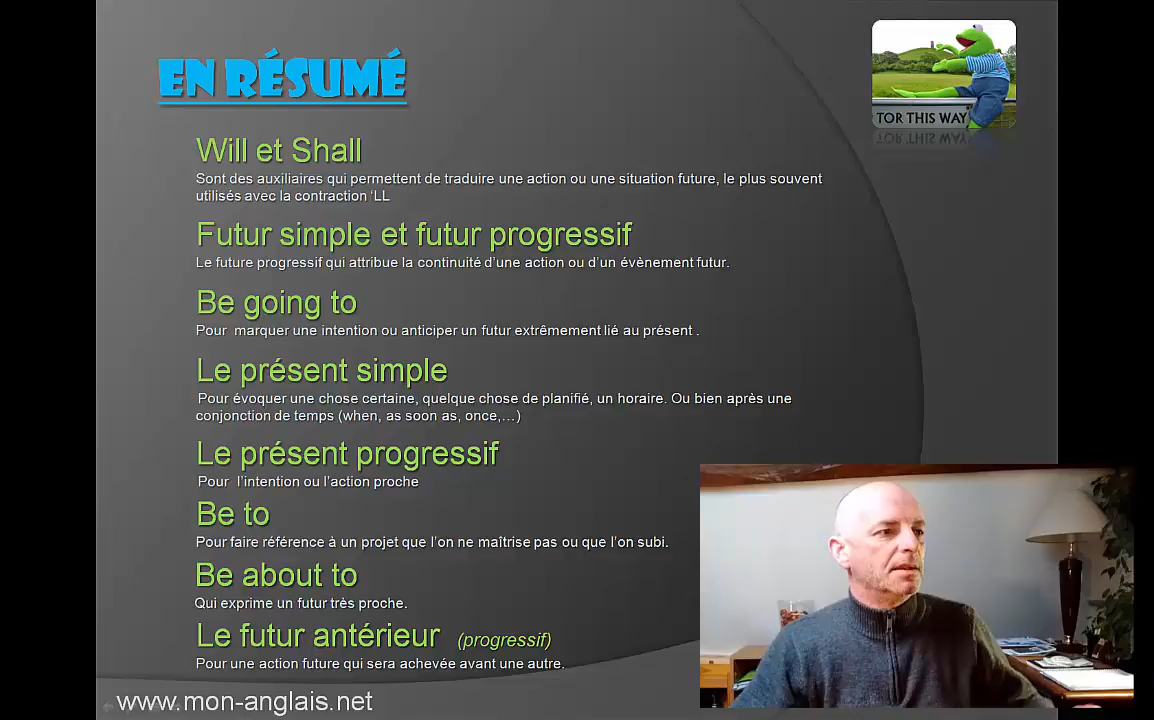 EN RÉSUMÉ
TOR THIS WAY
Will et Shall
Sont des auxiliaires qui permettent de traduire une action ou une situation future, le plus souvent
utilisés avec la contraction ‘LL
Futur simple et futur progressif
Le future progressif qui attribue la continuité d’une action ou d’un évènement futur.
Be going to
Pour marquer une intention ou anticiper un futur extrêmement lié au présent .
Le présent simple
Pour évoquer une chose certaine, quelque chose de planifié, un horaire. Ou bien après une
conjonction de temps (when, as soon as, once,…)
Le présent progressif
Pour l’intention ou l’action proche
Be to
Pour faire référence à un projet que l’on ne maîtrise pas ou que l’on subi.
Be about to
Qui exprime un futur très proche.
Le futur antérieur (progressif)
Pour une action future qui sera achevée avant une autre.
www.mon-anglais.net